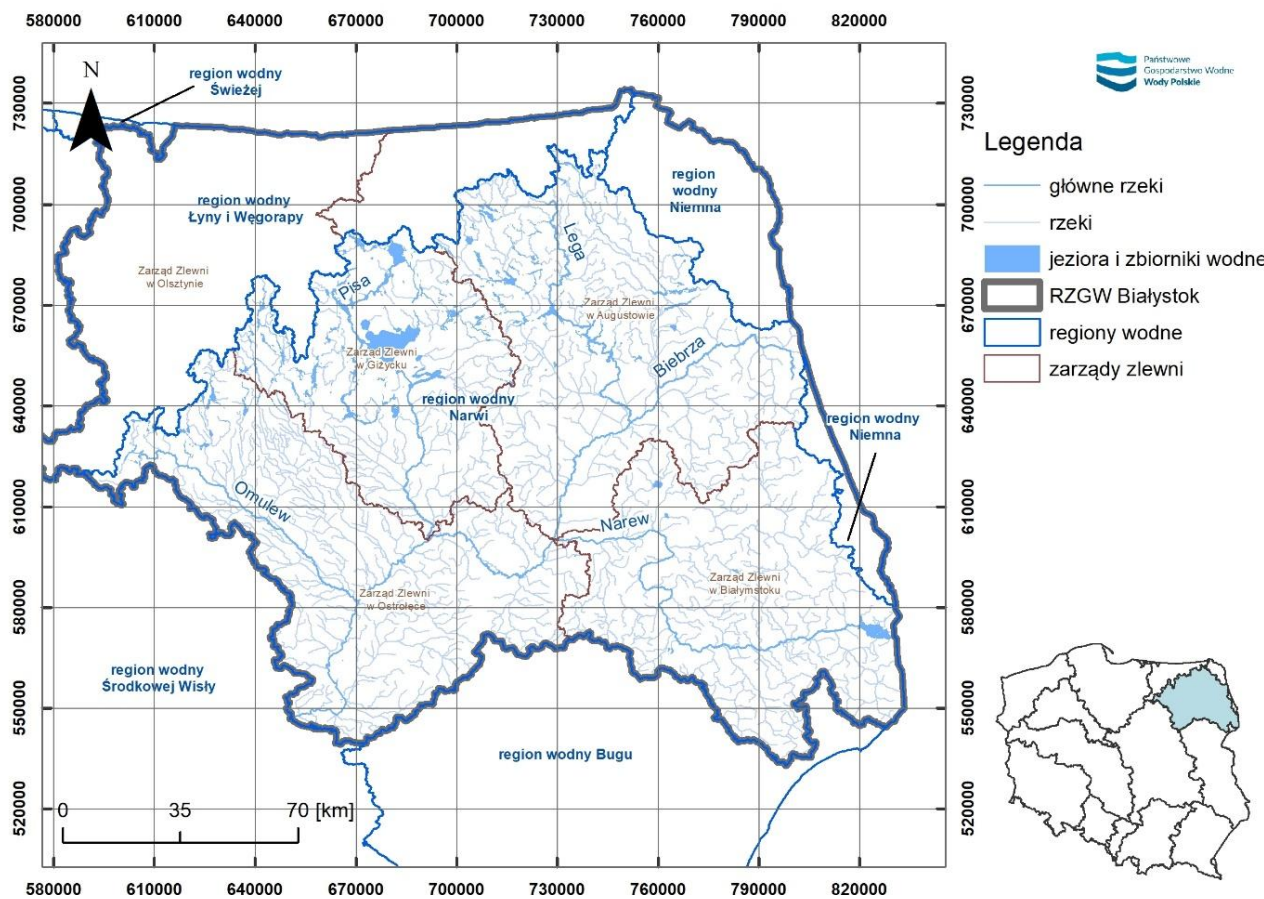 580000 610000 640000 670000 700000 730000 760000 790000 820000
730000
700000
670000
640000
610000
580000
550000
520000
N
region wodny
Świeżej
region wodny
Łyny i Węgorapy
Zarząd Zlewni
w Olsztynie
region
wodny
Niemna
Lega
Pisa
Zarząd Zlewni
w Augustowie
Zarząd Zlewni
w Giżycku
Biebrza
region wodny
Narwi
region wodny
Niemna
Omulew
Narew
Zarząd Zlewni
w Ostrołęce
Zarząd Zlewni
w Białymstoku
region wodny
Środkowej Wisły
region wodny Bugu
0 35 70 [km]
730000
700000
670000
640000
610000
580000
550000
520000
580000 610000 640000 670000 700000 730000 760000 790000 820000
Państwowe
Gospodarstwo Wodne
Wody Polskie
Legenda
główne rzeki
rzeki
jeziora i zbiorniki wodne
RZGW Białystok
regiony wodne
zarządy zlewni